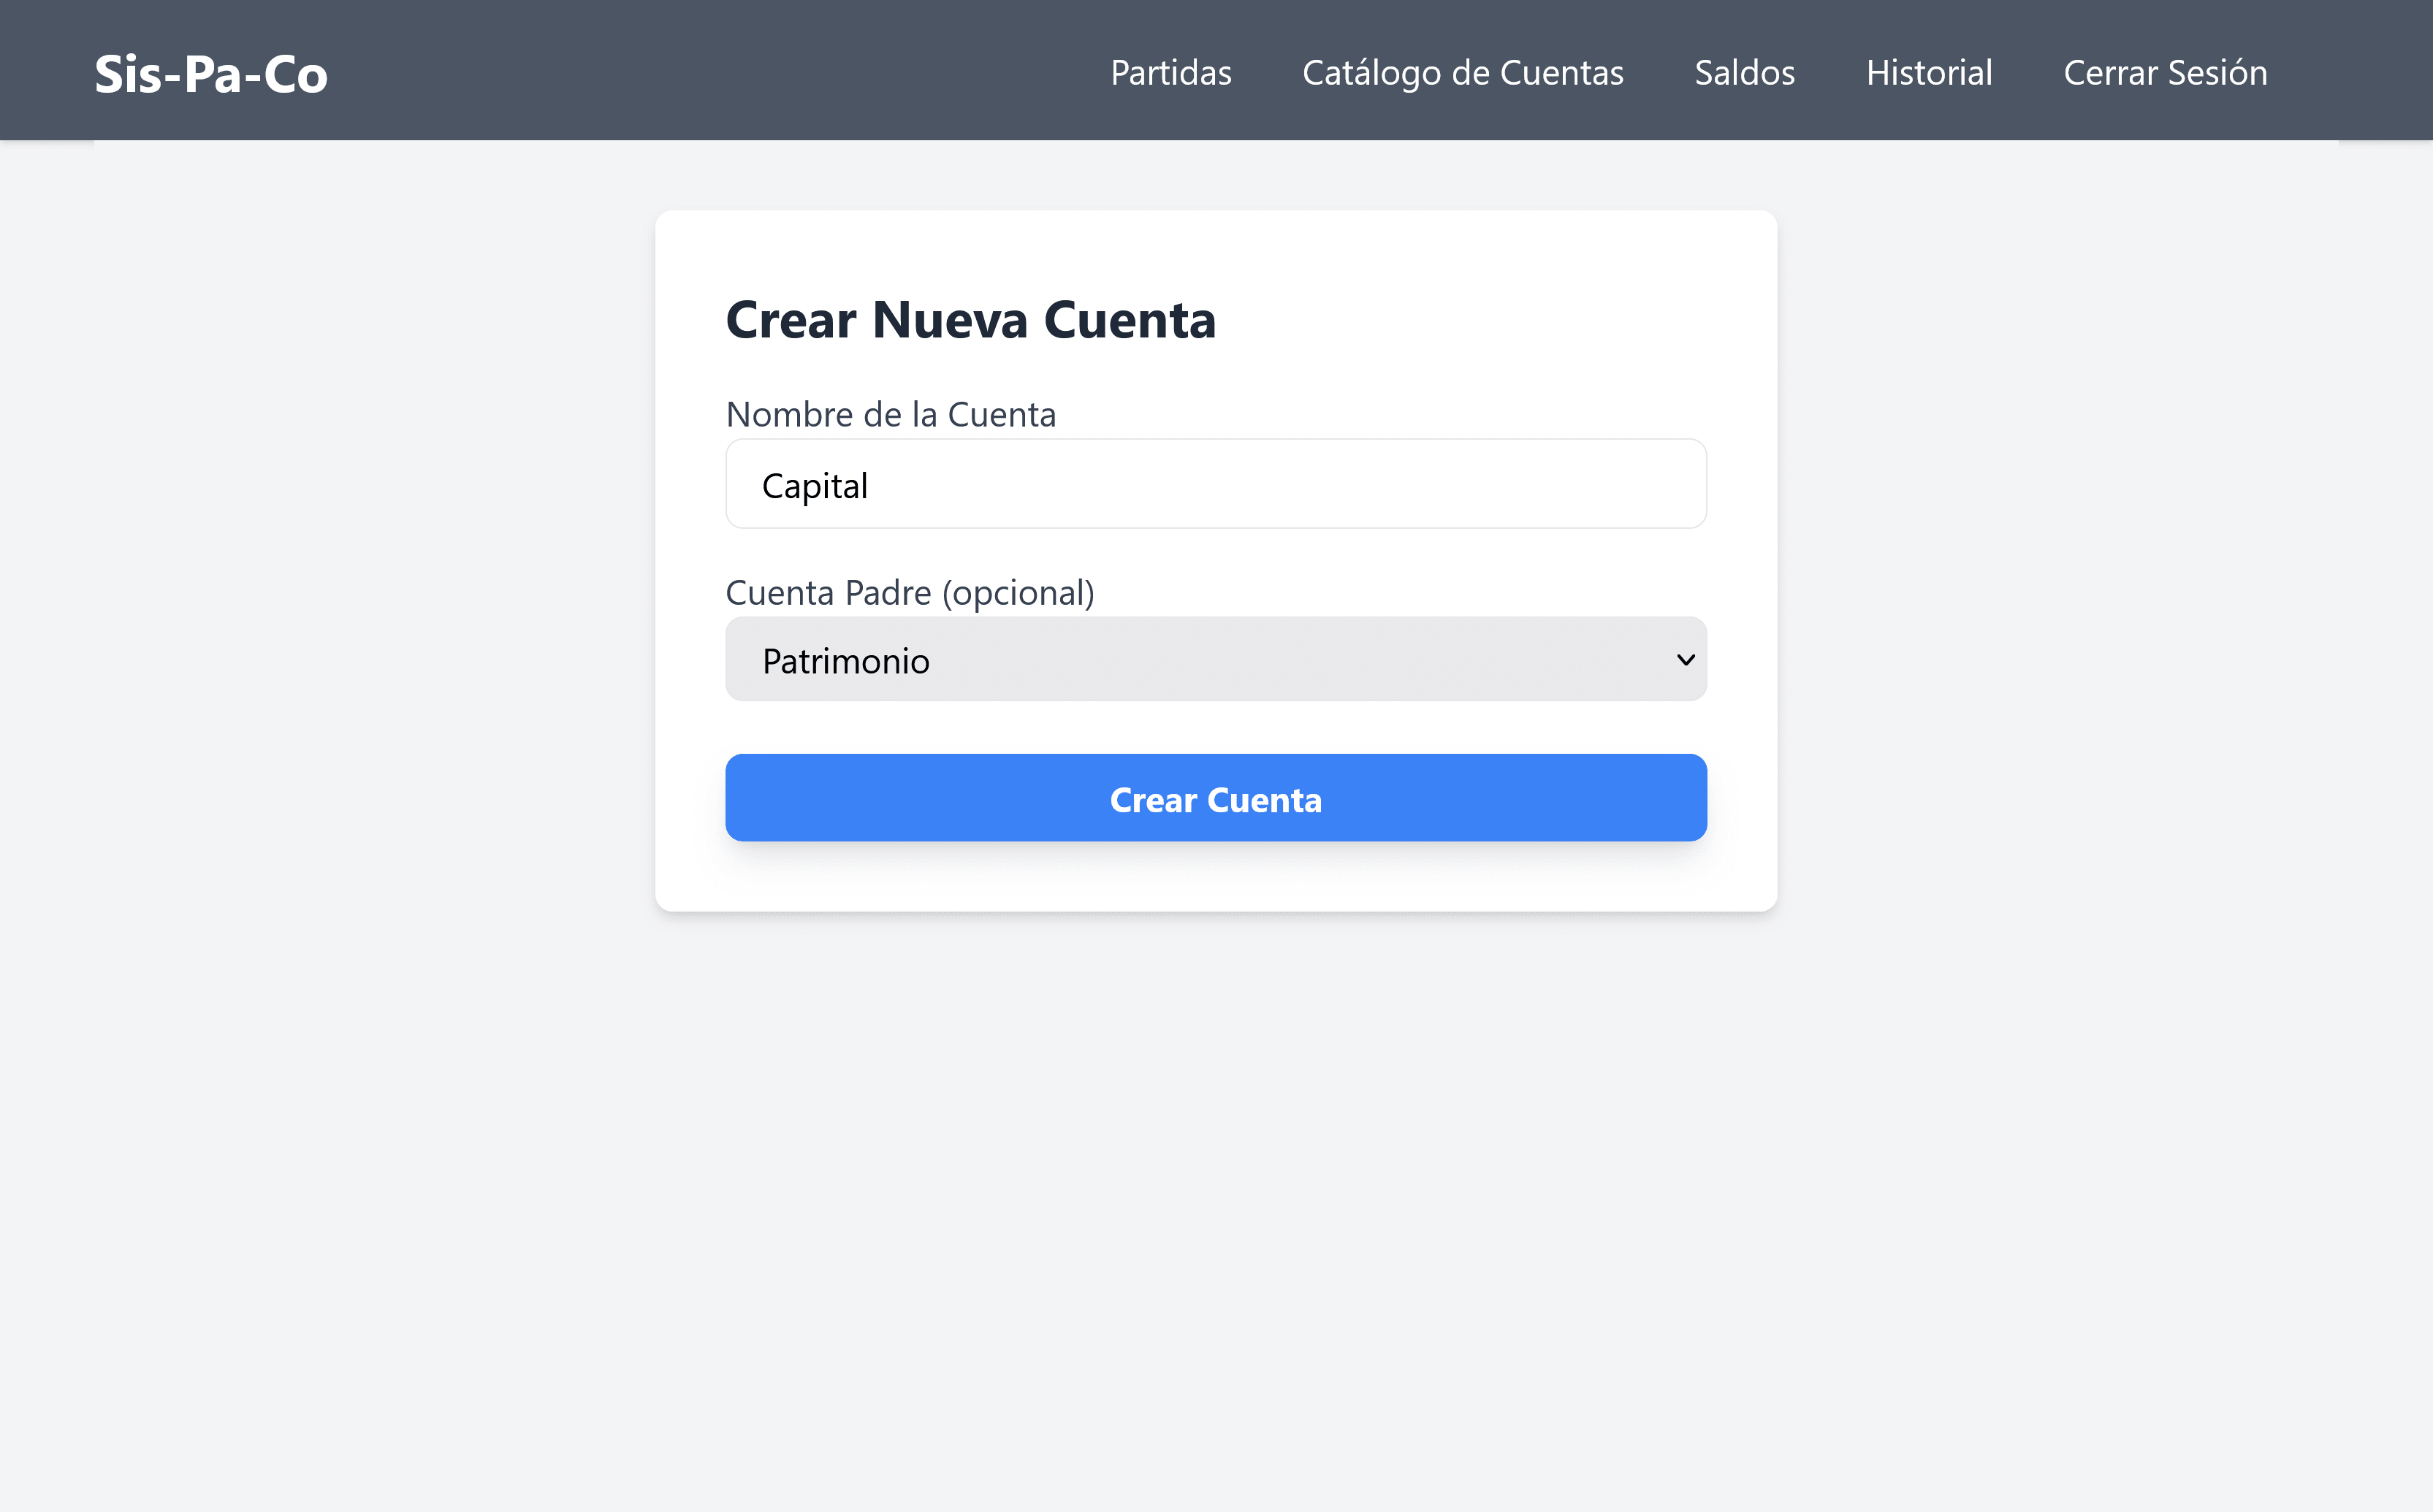 Sis-Pa-Co
Partidas Catálogo de Cuentas Saldos Historial Cerrar Sesión
Crear Nueva Cuenta
Nombre de la Cuenta
Capital
Cuenta Padre (opcional)
Patrimonio
Crear Cuenta